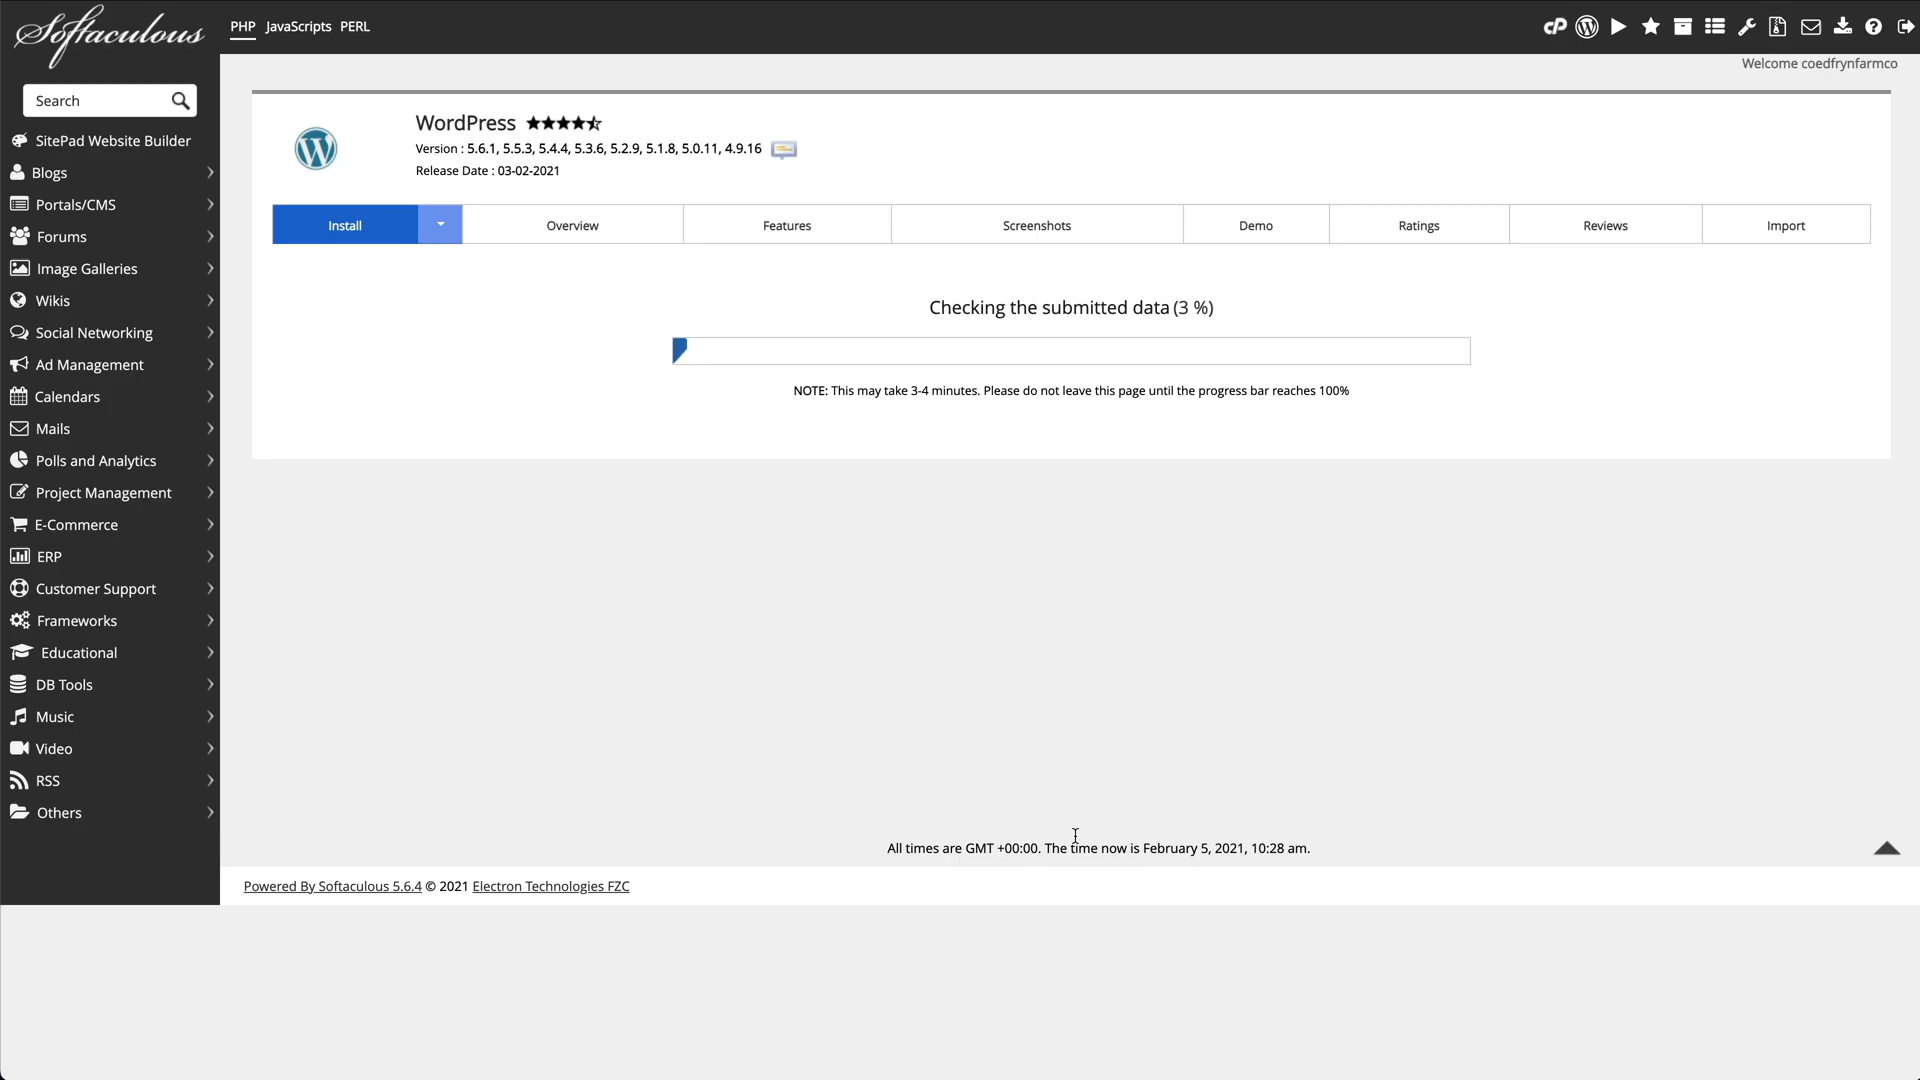 Softaculous
PHP JavaScripts PERL
cP
Welcome coedfrynfarmco
Search
SitePad Website Builder
Blogs
Portals/CMS
Forums
Image Galleries
Wikis
Social Networking
Ad Management
Calendars
Mails
Polls and Analytics
Project Management
E-Commerce
ERP
Customer Support
Frameworks
Educational
DB Tools
Music
Video
RSS
Others
WordPress
Version : 5.6.1, 5.5.3, 5.4.4, 5.3.6, 5.2.9, 5.1.8, 5.0.11, 4.9.16
Release Date : 03-02-2021
Install Overview Features Screenshots Demo Ratings Reviews Import
Checking the submitted data (3 %)
NOTE: This may take 3-4 minutes. Please do not leave this page until the progress bar reaches 100%
All times are GMT +00:00. The time now is February 5, 2021, 10:28 am.
Powered By Softaculous 5.6.4 © 2021 Electron Technologies FZC